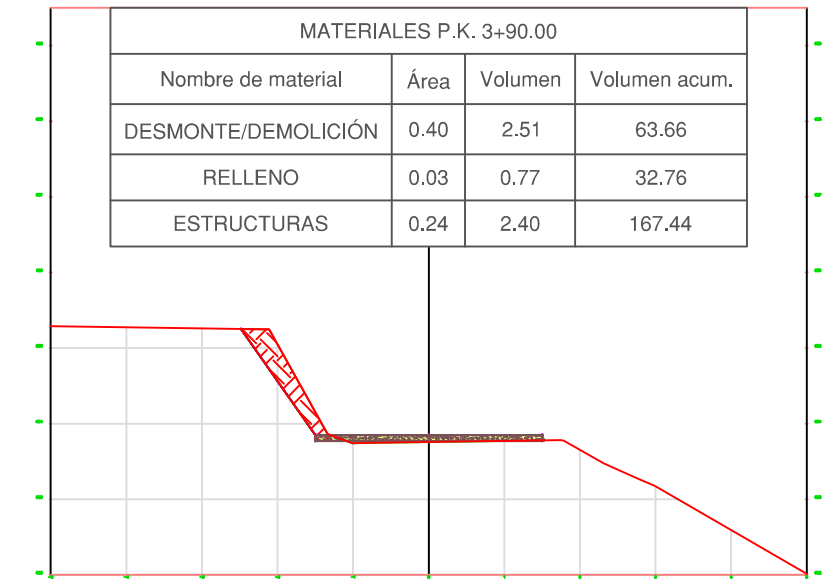 MATERIALES P.K. 3+90.00
Nombre de material Área Volumen Volumen acum.
DESMONTE/DEMOLICIÓN 0.40 2.51 63.66
RELLENO 0.03 0.77 32.76
ESTRUCTURAS 0.24 2.40 167.44